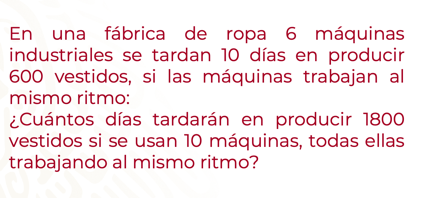 En una fábrica de ropa 6 máquinas
industriales se tardan 10 días en producir
600 vestidos, si las máquinas trabajan al
mismo ritmo:
¿Cuántos días tardarán en producir 1800
vestidos si se usan 10 máquinas, todas ellas
trabajando al mismo ritmo?